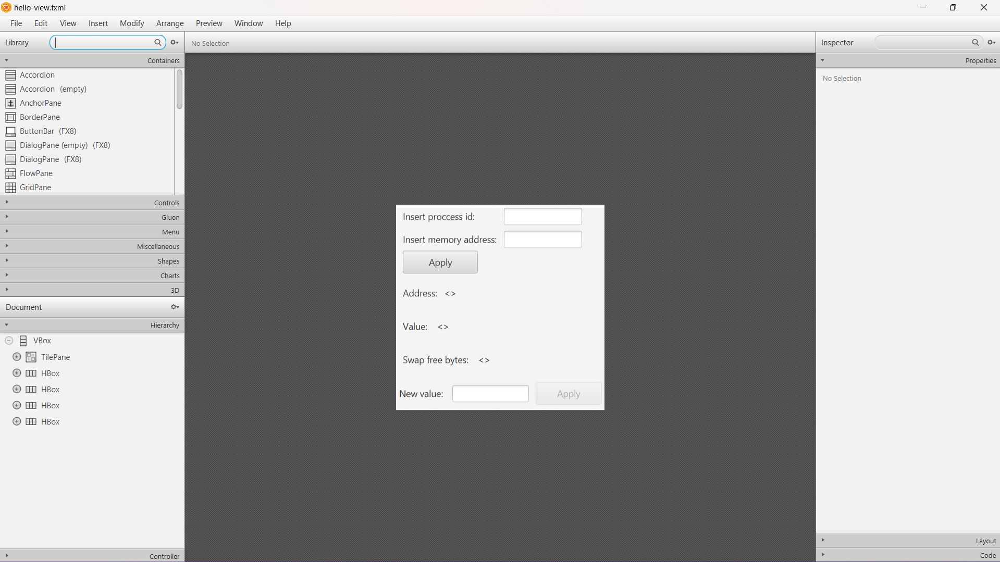 hello-view.fxml
File Edit View Insert Modify Arrange Preview Window Help
Library
No Selection
Inspector
Containers
Accordion
Accordion (empty)
AnchorPane
BorderPane
ButtonBar (FX8)
DialogPane (empty) (FX8)
DialogPane (FX8)
FlowPane
GridPane
Controls
Gluon
Menu
Miscellaneous
Shapes
Charts
3D
Document
Hierarchy
VBox
TilePane
HBox
HBox
HBox
HBox
Controller
Insert proccess id:
Insert memory address:
Apply
Address: <>
Value: <>
Swap free bytes: <>
New value: Apply
Properties
No Selection
Layout
Code